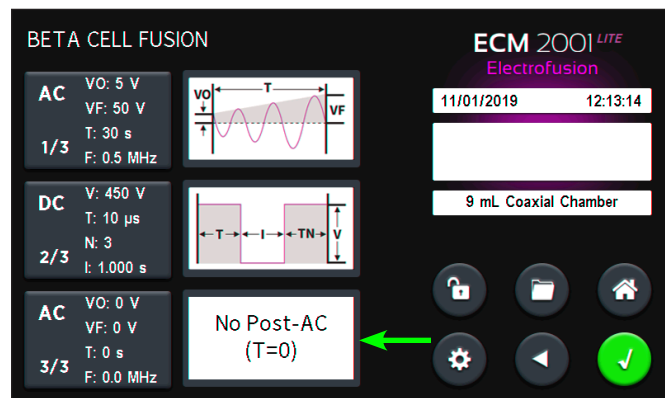 BETA CELL FUSION
AC
1/3
VO: 5 V
VF: 50 V
T: 30 s
F: 0.5 MHz
VO
T
VF
DC
2/3
V: 450 V
T: 10 µs
N: 3
I: 1.000 s
T
I
TN
V
AC
3/3
VO: 0 V
VF: 0 V
T: 0 s
F: 0.0 MHz
No Post-AC
(T=0)
ECM 2001 LITE
Electrofusion
11/01/2019 12:13:14
9 mL Coaxial Chamber